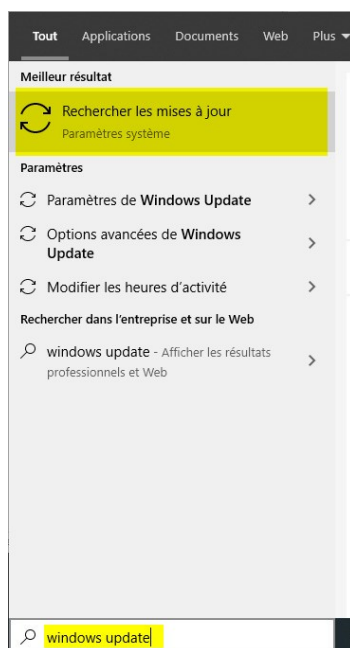 Tout Applications Documents Web Plus
Meilleur résultat
Rechercher les mises à jour
Paramètres système
Paramètres
Paramètres de Windows Update
Options avancées de Windows
Update
Modifier les heures d'activité
Rechercher dans l'entreprise et sur le Web
windows update - Afficher les résultats
professionnels et Web
windows update